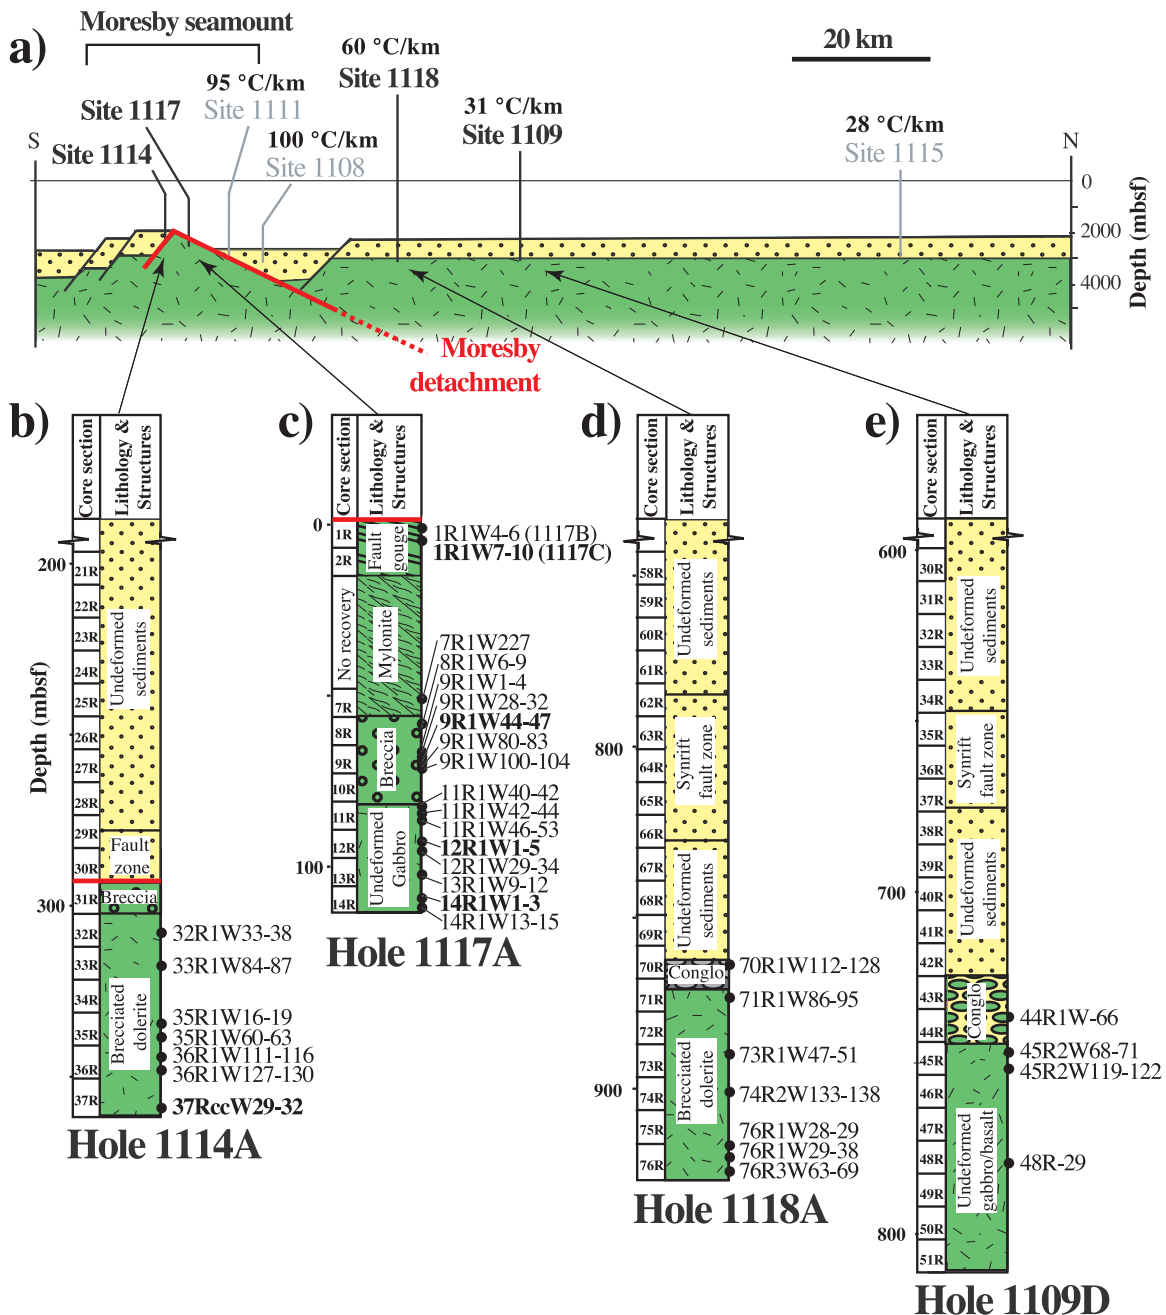 a)
Moresby seamount
20 km
60 °C/km
Site 1118
95 °C/km
Site 1111
Site 1117
31 °C/km
Site 1109
28 °C/km
Site 1115
100 °C/km
Site 1108
Site 1114
S
N
0
2000
4000
Depth (mbsf)
Moresby
detachment
b)
Core section
Lithology &
Structures
Depth (mbsf)
200
300
21R
22R
23R
24R
25R
26R
27R
28R
29R
30R
31R
32R
33R
34R
35R
36R
37R
Undeformed
sediments
Fault
zone
Breccia
Brecciated
dolerite
32R1W33-38
33R1W84-87
35R1W16-19
35R1W60-63
36R1W111-116
36R1W127-130
37RccW29-32
Hole 1114A
c)
Core section
Lithology &
Structures
0
100
1R
2R
No recovery
7R
8R
9R
10R
11R
12R
13R
14R
Fault
gouge
Mylonite
Breccia
Undeformed
Gabbro
1R1W4-6 (1117B)
1R1W7-10 (1117C)
7R1W227
8R1W6-9
9R1W1-4
9R1W28-32
9R1W44-47
9R1W80-83
9R1W100-104
11R1W40-42
11R1W42-44
11R1W46-53
12R1W1-5
12R1W29-34
13R1W9-12
14R1W1-3
14R1W13-15
Hole 1117A
d)
Core section
Lithology &
Structures
800
900
58R
59R
60R
61R
62R
63R
64R
65R
66R
67R
68R
69R
70R
71R
72R
73R
74R
75R
76R
Undeformed
sediments
Synrift
fault zone
Undeformed
sediments
Conglo
Brecciated
dolerite
70R1W112-128
71R1W86-95
73R1W47-51
74R2W133-138
76R1W28-29
76R1W29-38
76R3W63-69
Hole 1118A
e)
Core section
Lithology &
Structures
600
700
800
30R
31R
32R
33R
34R
35R
36R
37R
38R
39R
40R
41R
42R
43R
44R
45R
46R
47R
48R
49R
50R
51R
Undeformed
sediments
Synrift
fault zone
Undeformed
sediments
Conglo
Undeformed
gabbro/basalt
44R1W-66
45R2W68-71
45R2W119-122
48R-29
Hole 1109D